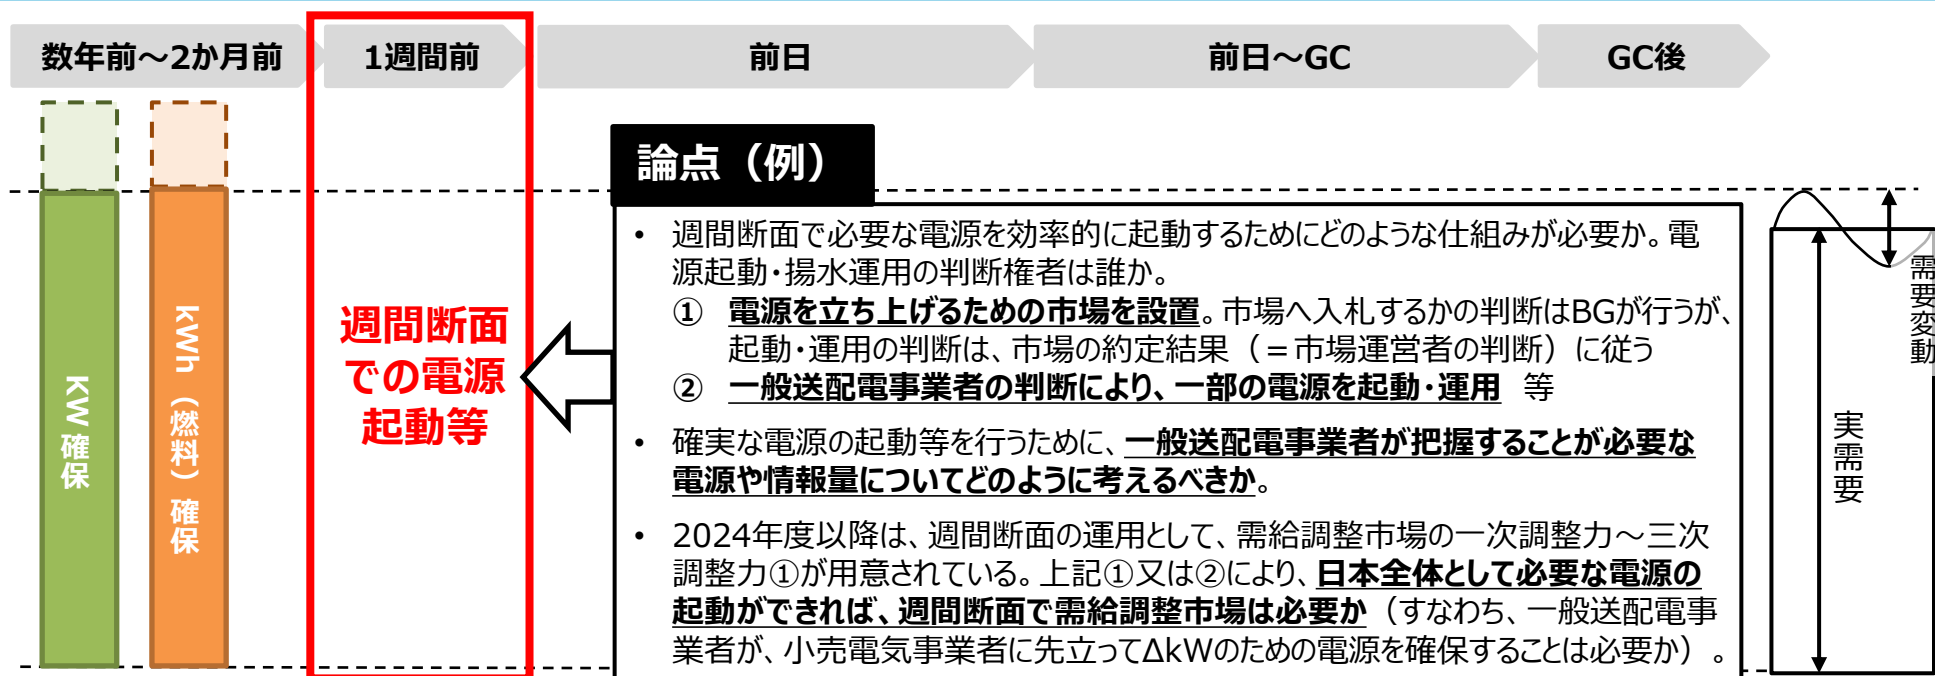 数年前～2か月前
1週間前
前日
前日～GC
GC後
KW確保
kWh（燃料）確保
週間断面
での電源
起動等
論点（例）
• 週間断面で必要な電源を効率的に起動するためにどのような仕組みが必要か。電
源起動・揚水運用の判断権者は誰か。
① 電源を立ち上げるための市場を設置。市場へ入札するかの判断はBGが行うが、
起動・運用の判断は、市場の約定結果（＝市場運営者の判断）に従う
② 一般送配電事業者の判断により、一部の電源を起動・運用 等
• 確実な電源の起動等を行うために、一般送配電事業者が把握することが必要な
電源や情報量についてどのように考えるべきか。
• 2024年度以降は、週間断面の運用として、需給調整市場の一次調整力～三次
調整力①が用意されている。上記①又は②により、日本全体として必要な電源の
起動ができれば、週間断面で需給調整市場は必要か（すなわち、一般送配電事
業者が、小売電気事業者に先立ってΔkWのための電源を確保することは必要か）。
需要変動
実需要